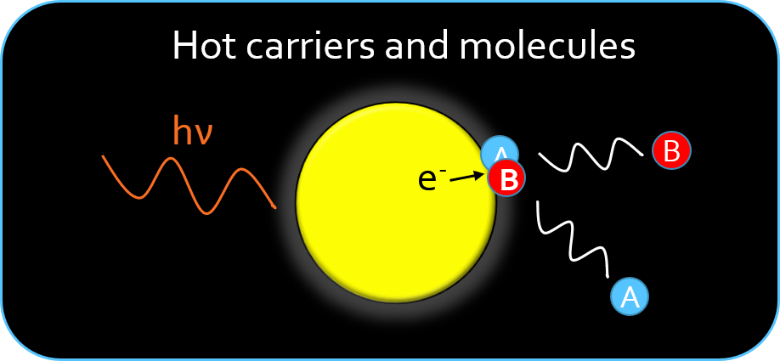 Hot carriers and molecules
hν
A
B
e⁻
B
A